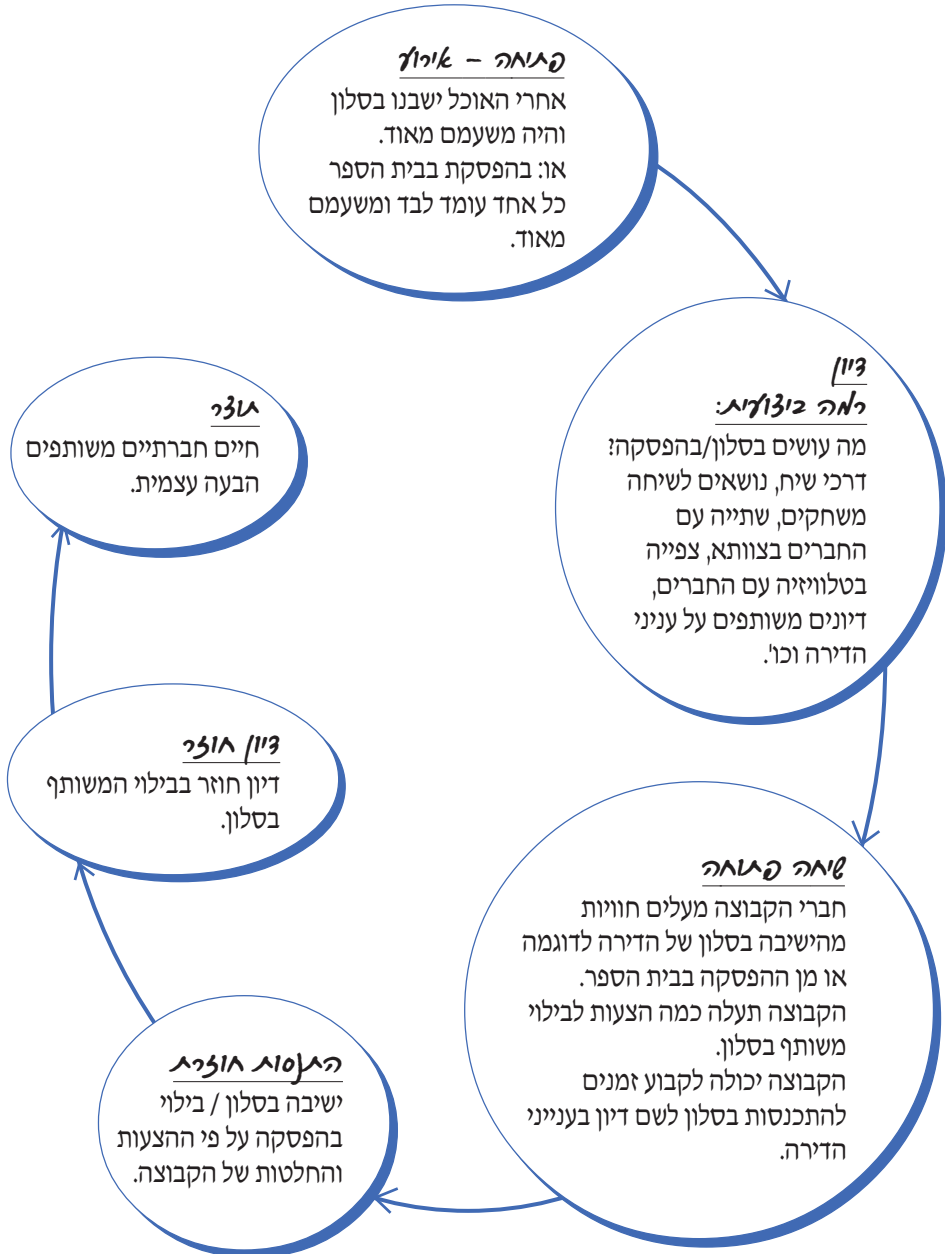 פתיחה – אירוע
אחרי האוכל ישבנו בסלון
והיה משעמם מאוד.
או: בהפסקת בבית הספר
כל אחד עומד לבד ומשעמם
מאוד.
דיון
רמה ביצועית:
מה עושים בסלון/בהפסקה?
דרכי שיח, נושאים לשיחה
משחקים, שתייה עם
החברים בצוותא, צפייה
בטלוויזיה עם החברים,
דיונים משותפים על עניני
הדירה וכו'.
שיחה פתוחה
חברי הקבוצה מעלים חוויות
מהישיבה בסלון של הדירה לדוגמה
או מן ההפסקה בבית הספר.
הקבוצה תעלה כמה הצעות לבילוי
משותף בסלון.
הקבוצה יכולה לקבוע זמנים
להתכנסות בסלון לשם דיון בענייני
הדירה.
התנסות חוזרת
ישיבה בסלון / בילוי
בהפסקה על פי ההצעות
והחלטות של הקבוצה.
דיון חוזר
דיון חוזר בבילוי המשותף
בסלון.
תוצר
חיים חברתיים משותפים
הבעה עצמית.